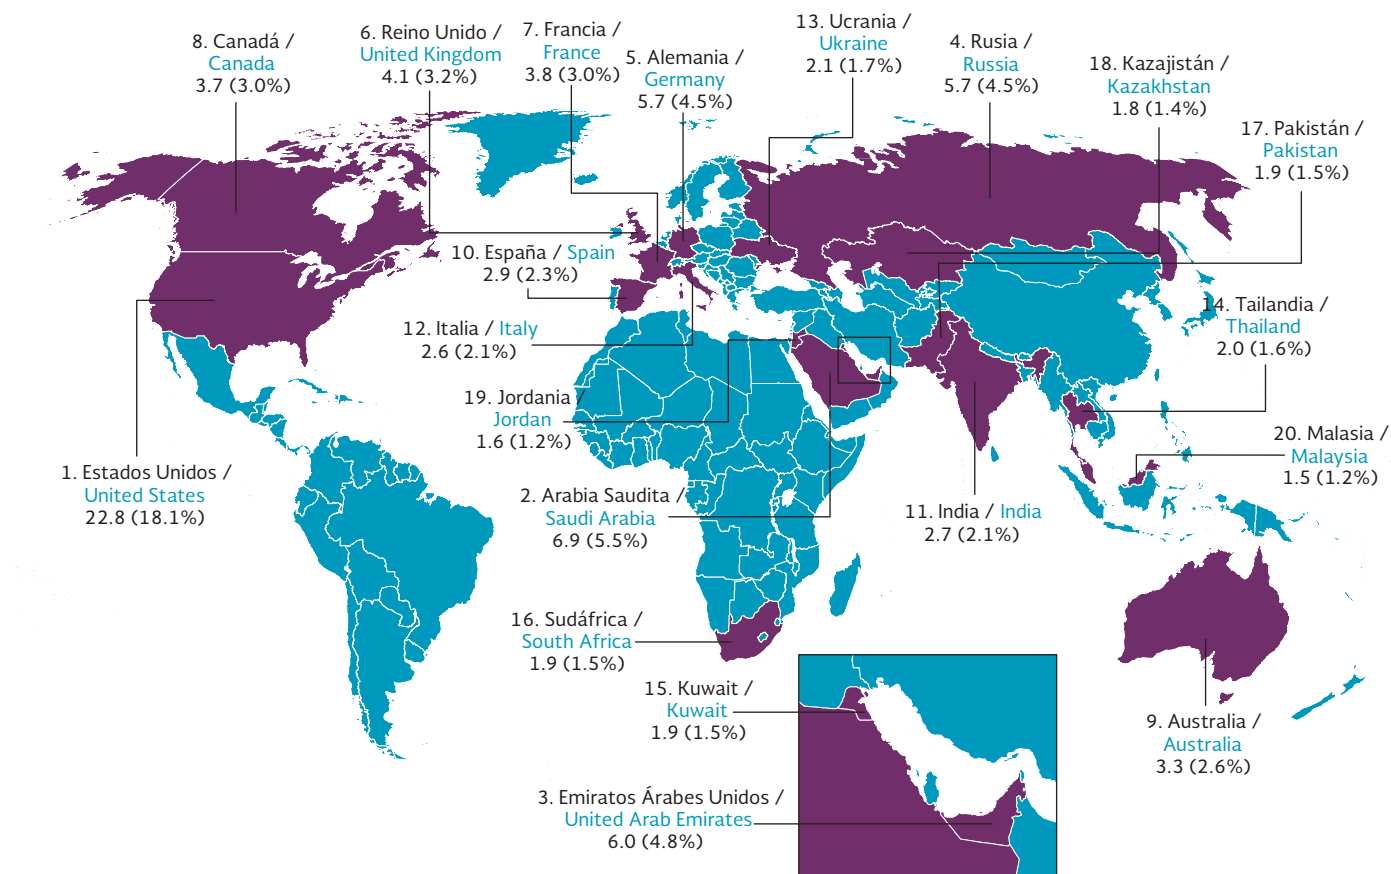 8. Canadá /
Canada
3.7 (3.0%)
6. Reino Unido /
United Kingdom
4.1 (3.2%)
7. Francia /
France
3.8 (3.0%)
5. Alemania /
Germany
5.7 (4.5%)
13. Ucrania /
Ukraine
2.1 (1.7%)
4. Rusia /
Russia
5.7 (4.5%)
18. Kazajistán /
Kazakhstan
1.8 (1.4%)
17. Pakistán /
Pakistan
1.9 (1.5%)
10. España / Spain
2.9 (2.3%)
12. Italia / Italy
2.6 (2.1%)
14. Tailandia /
Thailand
2.0 (1.6%)
19. Jordania /
Jordan
1.6 (1.2%)
20. Malasia /
Malaysia
1.5 (1.2%)
1. Estados Unidos /
United States
22.8 (18.1%)
2. Arabia Saudita /
Saudi Arabia
6.9 (5.5%)
11. India / India
2.7 (2.1%)
16. Sudáfrica /
South Africa
1.9 (1.5%)
15. Kuwait /
Kuwait
1.9 (1.5%)
9. Australia /
Australia
3.3 (2.6%)
3. Emiratos Árabes Unidos /
United Arab Emirates
6.0 (4.8%)